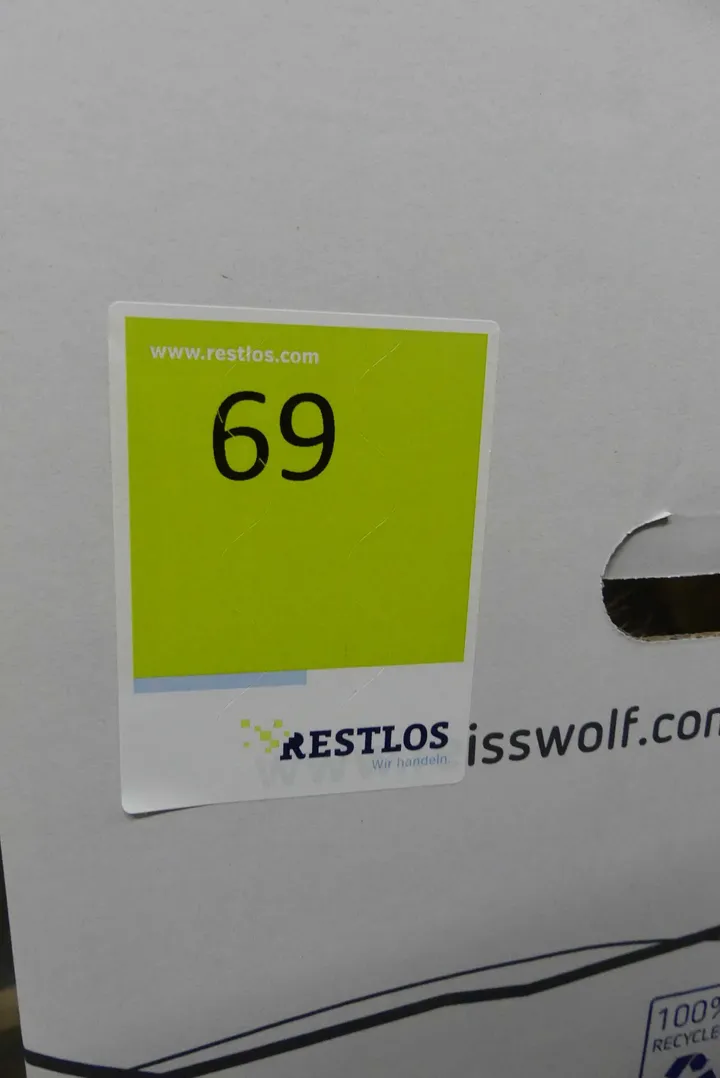 www.restlos.com
69
RESTLOS
Wir handeln.
isswolf.com
100%
RECYCLE